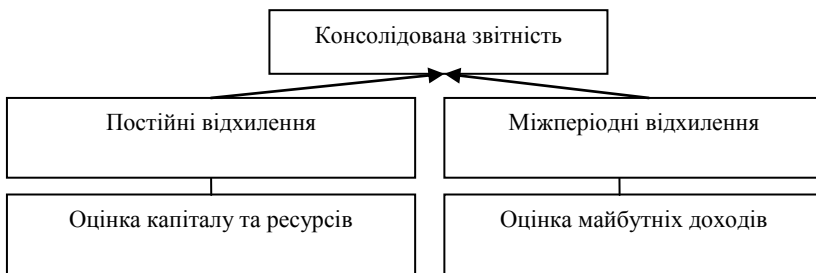 Консолідована звітність
Постійні відхилення
Міжперіодні відхилення
Оцінка капіталу та ресурсів
Оцінка майбутніх доходів